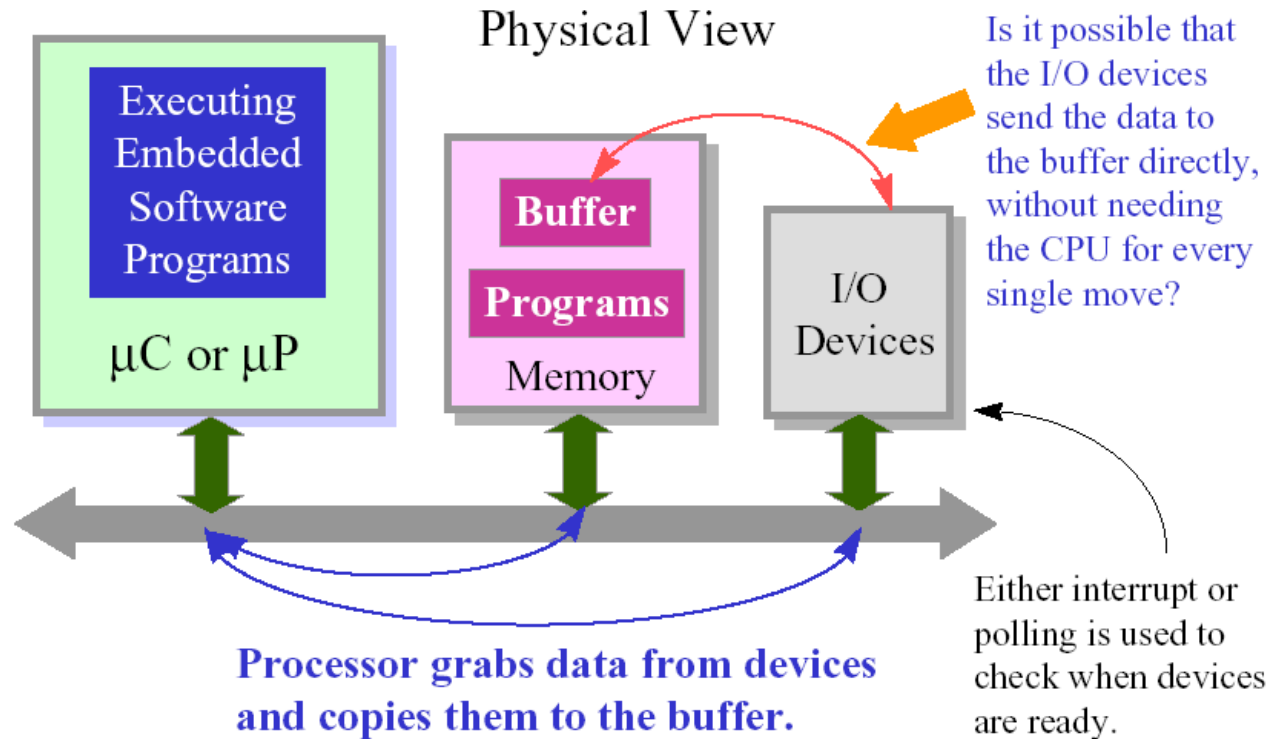 Physical View
Executing
Embedded
Software
Programs
μC or μP
Buffer
Programs
Memory
I/O
Devices
Is it possible that
the I/O devices
send the data to
the buffer directly,
without needing
the CPU for every
single move?
Processor grabs data from devices
and copies them to the buffer.
Either interrupt or
polling is used to
check when devices
are ready.